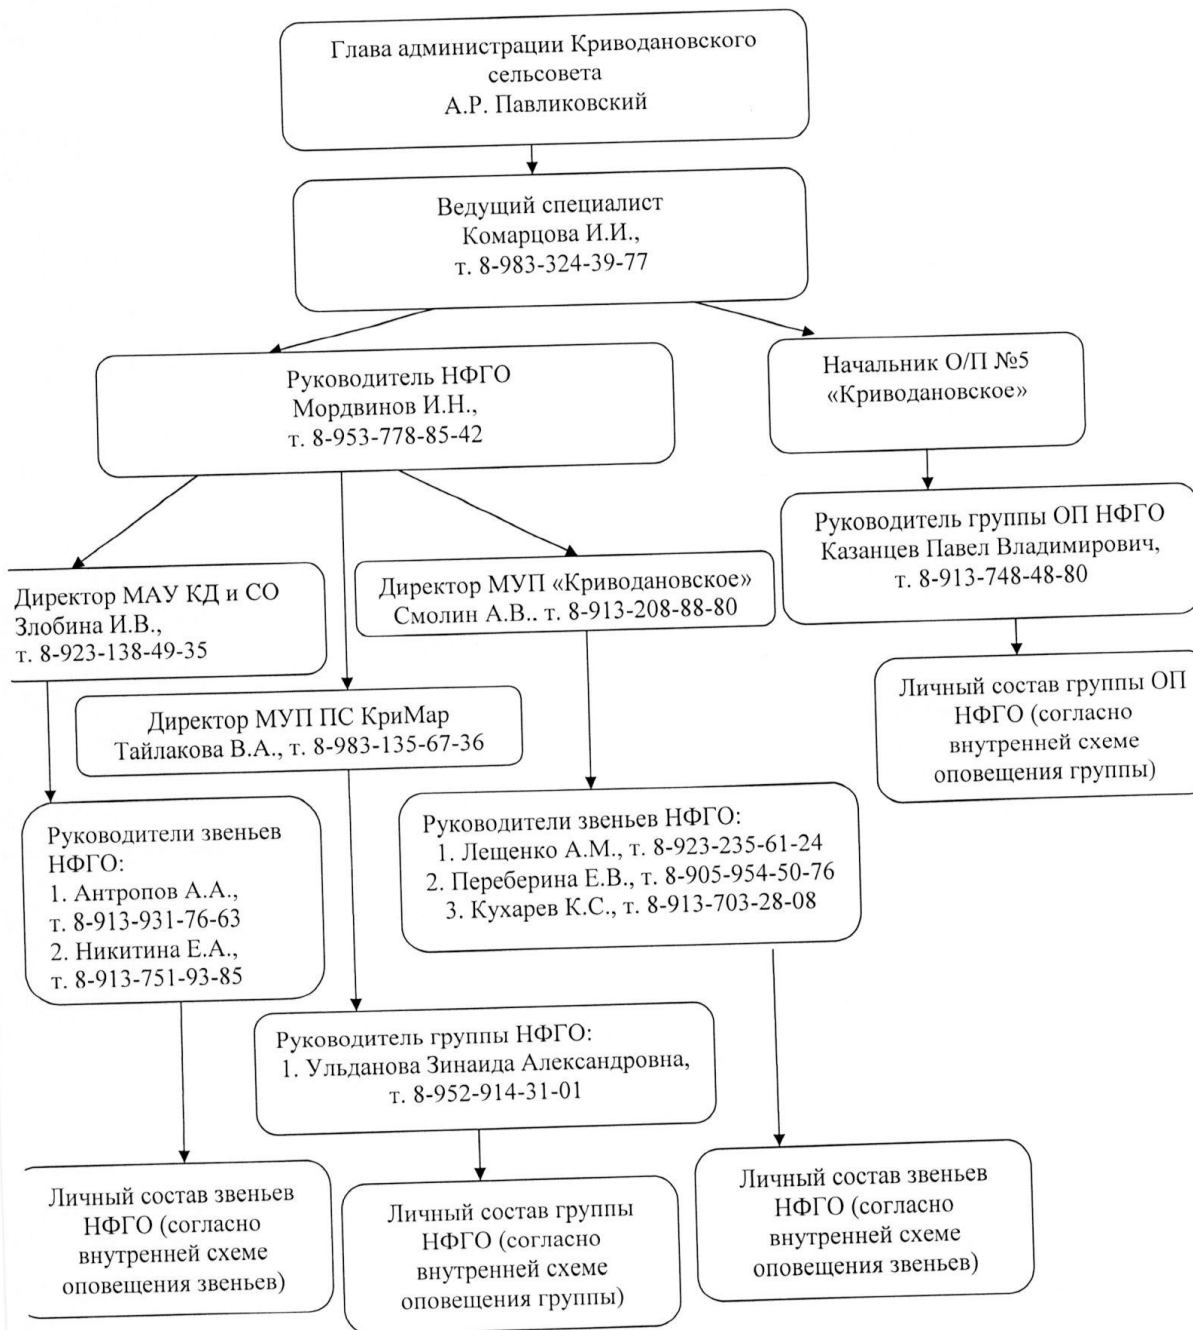 Глава администрации Криводановского
сельсовета
А.Р. Павликовский
Ведущий специалист
Комарцова И.И.,
т. 8-983-324-39-77
Руководитель НФГО
Мордвинов И.Н.,
т. 8-953-778-85-42
Начальник О/П №5
«Криводановское»
Руководитель группы ОП НФГО
Казанцев Павел Владимирович,
т. 8-913-748-48-80
Директор МАУ КД и СО
Злобина И.В.,
т. 8-923-138-49-35
Директор МУП «Криводановское»
Смолин А.В.. т. 8-913-208-88-80
Личный состав группы ОП
НФГО (согласно
внутренней схеме
оповещения группы)
Директор МУП ПС КриМар
Тайлакова В.А., т. 8-983-135-67-36
Руководители звеньев
НФГО:
1. Антропов А.А.,
т. 8-913-931-76-63
2. Никитина Е.А.,
т. 8-913-751-93-85
Руководители звеньев НФГО:
1. Лещенко А.М., т. 8-923-235-61-24
2. Переберина Е.В., т. 8-905-954-50-76
3. Кухарев К.С., т. 8-913-703-28-08
Руководитель группы НФГО:
1. Ульданова Зинаида Александровна,
т. 8-952-914-31-01
Личный состав звеньев
НФГО (согласно
внутренней схеме
оповещения звеньев)
Личный состав группы
НФГО (согласно
внутренней схеме
оповещения группы)
Личный состав звеньев
НФГО (согласно
внутренней схеме
оповещения звеньев)